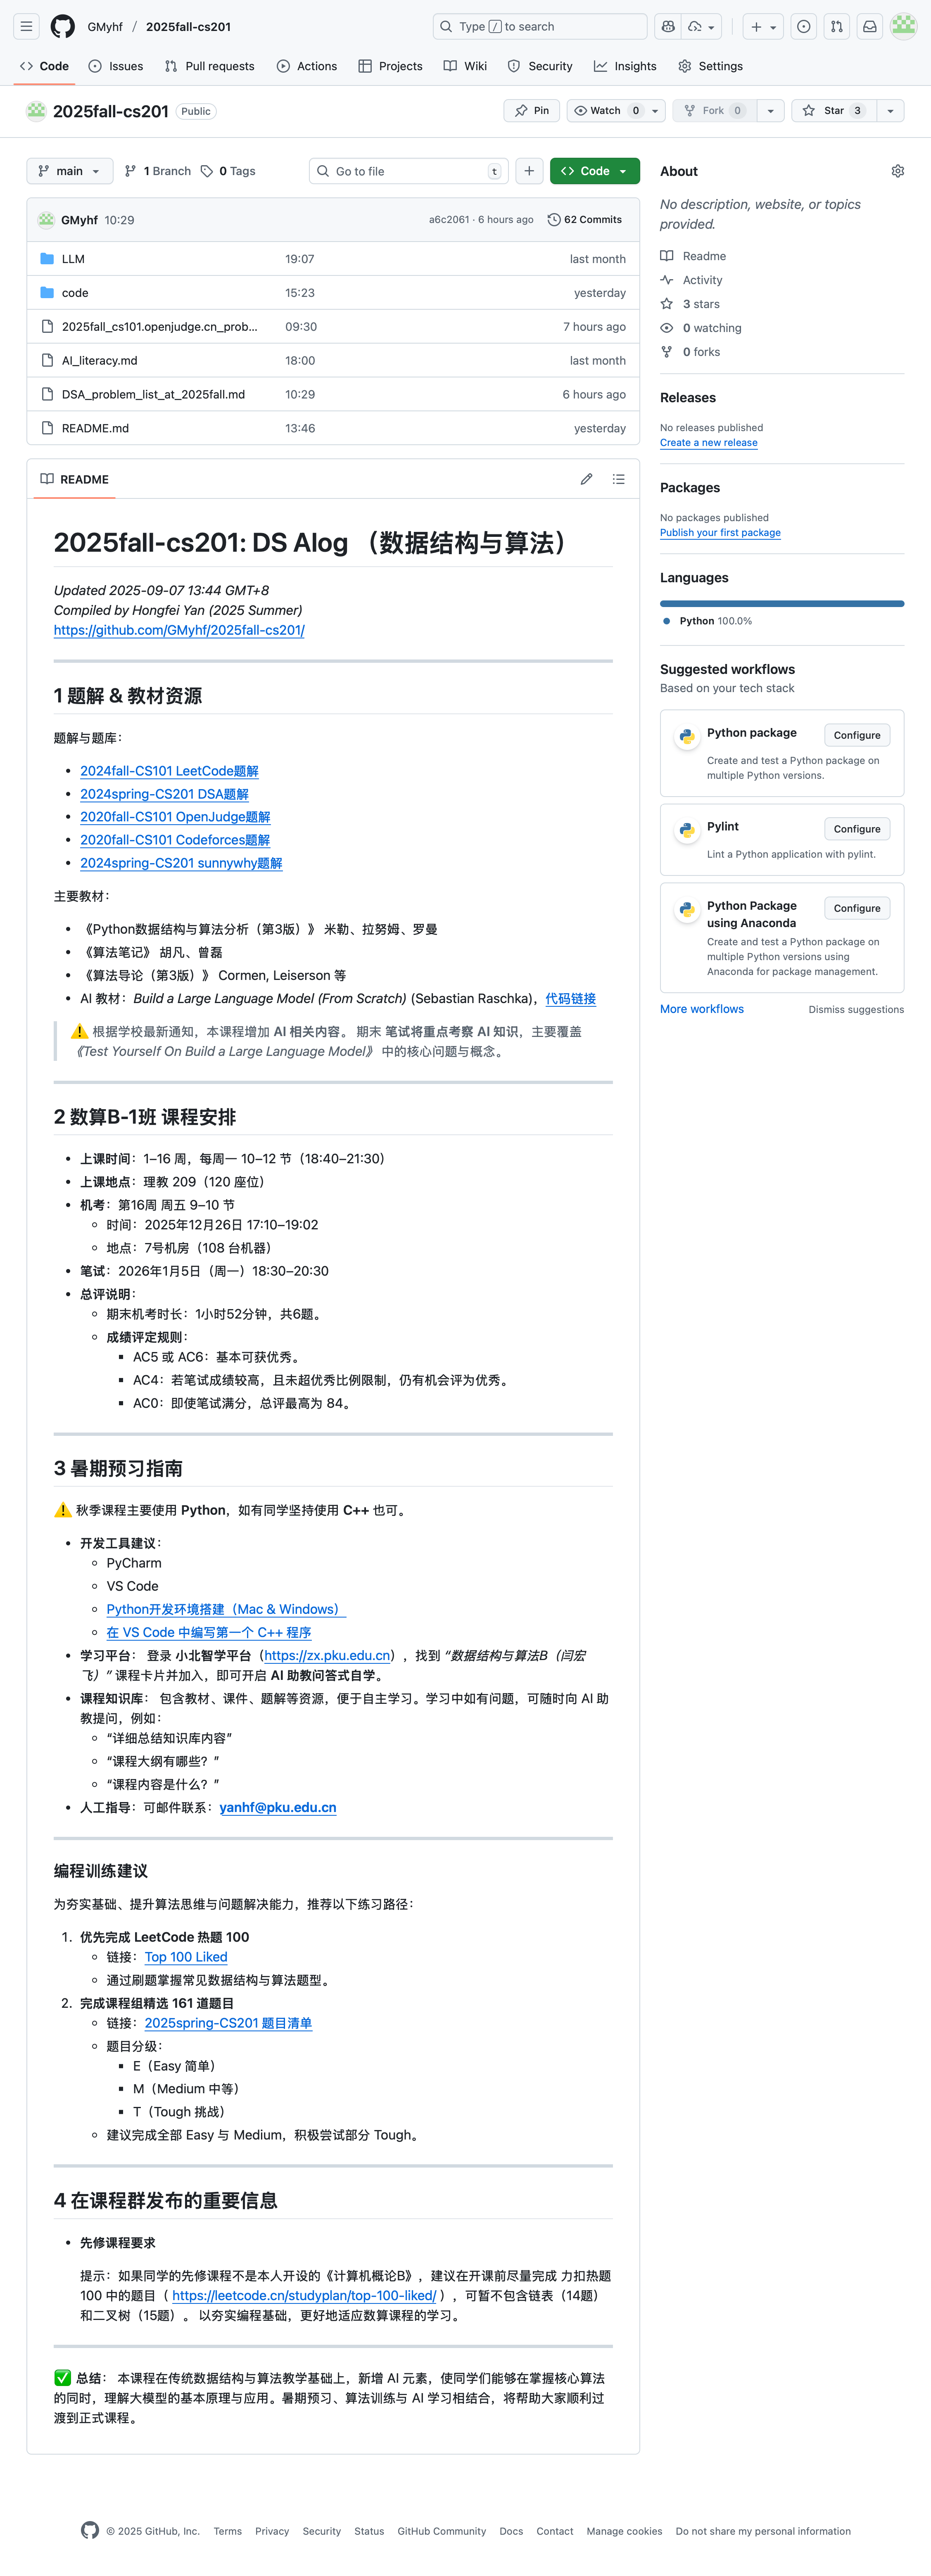 GMyhf / 2025fall-cs201
Type / to search
Code Issues Pull requests Actions Projects Wiki Security Insights Settings
2025fall-cs201 Public
Pin Watch 0 Fork 0 Star 3
main 1 Branch 0 Tags
Go to file t
Code
GMyhf 10:29 a6c2061 · 6 hours ago 62 Commits
LLM 19:07 last month
code 15:23 yesterday
2025fall_cs101.openjudge.cn_prob... 09:30 7 hours ago
AI_literacy.md 18:00 last month
DSA_problem_list_at_2025fall.md 10:29 6 hours ago
README.md 13:46 yesterday
README
2025fall-cs201: DS Alog （数据结构与算法）
Updated 2025-09-07 13:44 GMT+8
Compiled by Hongfei Yan (2025 Summer)
https://github.com/GMyhf/2025fall-cs201/
1 题解 & 教材资源
题解与题库：
• 2024fall-CS101 LeetCode题解
• 2024spring-CS201 DSA题解
• 2020fall-CS101 OpenJudge题解
• 2020fall-CS101 Codeforces题解
• 2024spring-CS201 sunnywhy题解
主要教材：
• 《Python数据结构与算法分析（第3版）》 米勒、拉努姆、罗曼
• 《算法笔记》 胡凡、曾磊
• 《算法导论（第3版）》 Cormen, Leiserson 等
• AI 教材：Build a Large Language Model (From Scratch) (Sebastian Raschka)，代码链接
⚠️ 根据学校最新通知，本课程增加 AI 相关内容。 期末 笔试将重点考察 AI 知识，主要覆盖
《Test Yourself On Build a Large Language Model》 中的核心问题与概念。
2 数算B-1班 课程安排
• 上课时间：1–16 周，每周一 10–12 节（18:40–21:30）
• 上课地点：理教 209（120 座位）
• 机考：第16周 周五 9–10 节
◦ 时间：2025年12月26日 17:10–19:02
◦ 地点：7号机房（108 台机器）
• 笔试：2026年1月5日（周一）18:30–20:30
• 总评说明：
◦ 期末机考时长：1小时52分钟，共6题。
◦ 成绩评定规则：
▪ AC5 或 AC6：基本可获优秀。
▪ AC4：若笔试成绩较高，且未超优秀比例限制，仍有机会评为优秀。
▪ AC0：即使笔试满分，总评最高为 84。
3 暑期预习指南
⚠️ 秋季课程主要使用 Python，如有同学坚持使用 C++ 也可。
• 开发工具建议：
◦ PyCharm
◦ VS Code
◦ Python开发环境搭建（Mac & Windows）
◦ 在 VS Code 中编写第一个 C++ 程序
• 学习平台： 登录 小北智学平台（https://zx.pku.edu.cn），找到 “数据结构与算法B（闫宏
飞）” 课程卡片并加入，即可开启 AI 助教问答式自学。
• 课程知识库： 包含教材、课件、题解等资源，便于自主学习。学习中如有问题，可随时向 AI 助
教提问，例如：
◦ “详细总结知识库内容”
◦ “课程大纲有哪些？”
◦ “课程内容是什么？”
• 人工指导：可邮件联系：yanhf@pku.edu.cn
编程训练建议
为夯实基础、提升算法思维与问题解决能力，推荐以下练习路径：
1. 优先完成 LeetCode 热题 100
◦ 链接：Top 100 Liked
◦ 通过刷题掌握常见数据结构与算法题型。
2. 完成课程组精选 161 道题目
◦ 链接：2025spring-CS201 题目清单
◦ 题目分级：
▪ E（Easy 简单）
▪ M（Medium 中等）
▪ T（Tough 挑战）
◦ 建议完成全部 Easy 与 Medium，积极尝试部分 Tough。
4 在课程群发布的重要信息
• 先修课程要求
提示：如果同学的先修课程不是本人开设的《计算机概论B》，建议在开课前尽量完成 力扣热题
100 中的题目（ https://leetcode.cn/studyplan/top-100-liked/ ），可暂不包含链表（14题）
和二叉树（15题）。 以夯实编程基础，更好地适应数算课程的学习。
✅ 总结： 本课程在传统数据结构与算法教学基础上，新增 AI 元素，使同学们能够在掌握核心算法
的同时，理解大模型的基本原理与应用。暑期预习、算法训练与 AI 学习相结合，将帮助大家顺利过
渡到正式课程。
About
No description, website, or topics
provided.
Readme
Activity
3 stars
0 watching
0 forks
Releases
No releases published
Create a new release
Packages
No packages published
Publish your first package
Languages
Python 100.0%
Suggested workflows
Based on your tech stack
Python package Configure
Create and test a Python package on
multiple Python versions.
Pylint Configure
Lint a Python application with pylint.
Python Package
using Anaconda Configure
Create and test a Python package on
multiple Python versions using
Anaconda for package management.
More workflows Dismiss suggestions
© 2025 GitHub, Inc. Terms Privacy Security Status GitHub Community Docs Contact Manage cookies Do not share my personal information